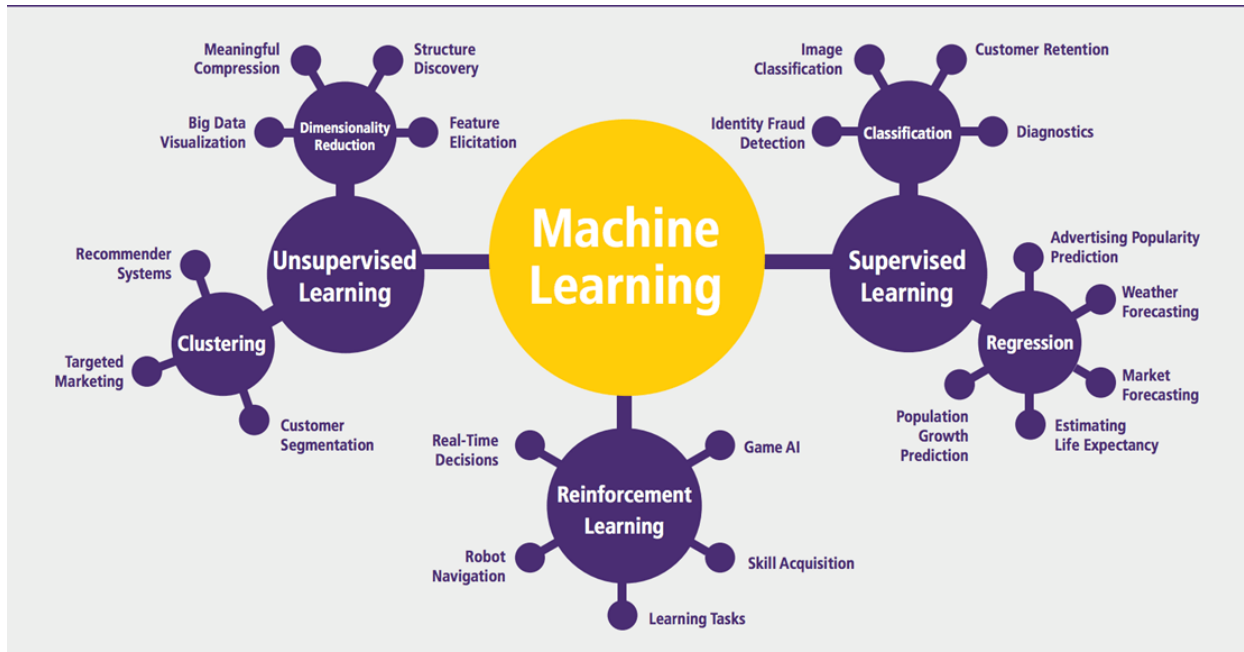 Meaningful
Compression
Structure
Discovery
Big Data
Visualization
Dimensionality
Reduction
Feature
Elicitation
Unsupervised
Learning
Recommender
Systems
Clustering
Targeted
Marketing
Customer
Segmentation
Machine
Learning
Image
Classification
Customer Retention
Identity Fraud
Detection
Classification
Diagnostics
Supervised
Learning
Advertising Popularity
Prediction
Weather
Forecasting
Regression
Market
Forecasting
Population
Growth
Prediction
Estimating
Life Expectancy
Real-Time
Decisions
Game AI
Reinforcement
Learning
Robot
Navigation
Skill Acquisition
Learning Tasks